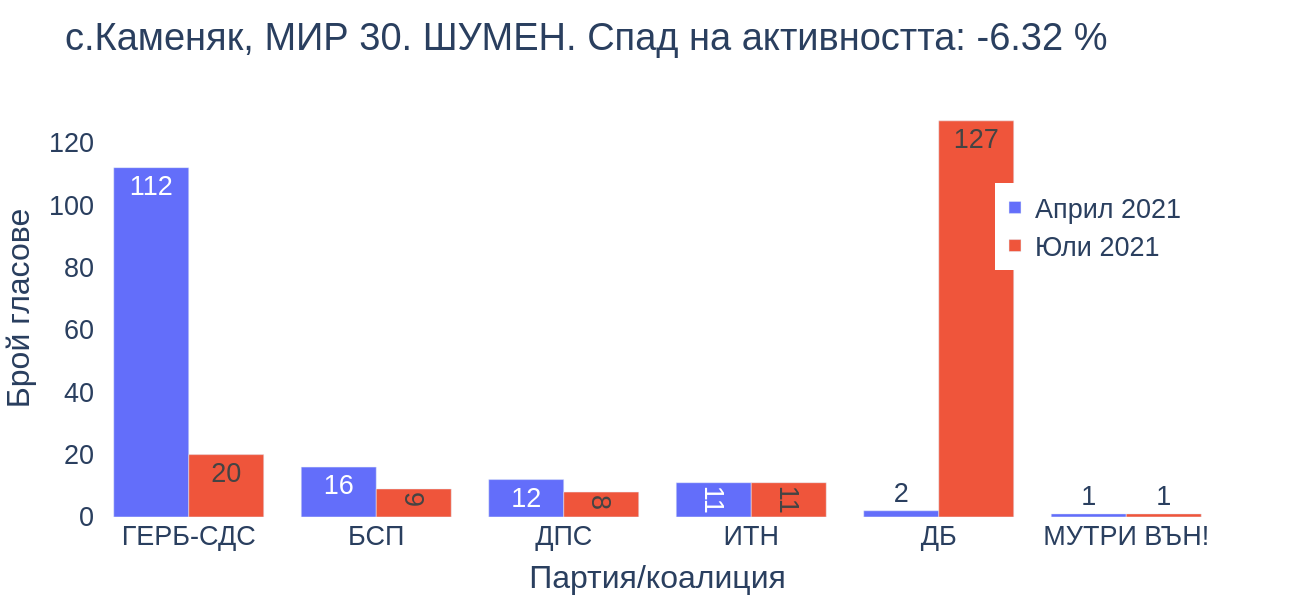 с.Каменяк, МИР 30. ШУМЕН. Спад на активността: -6.32 %
Брой гласове
120
100
80
60
40
20
0
112
20
16
9
12
8
11
11
2
127
1
1
Април 2021
Юли 2021
ГЕРБ-СДС
БСП
ДПС
ИТН
ДБ
МУТРИ ВЪН!
Партия/коалиция